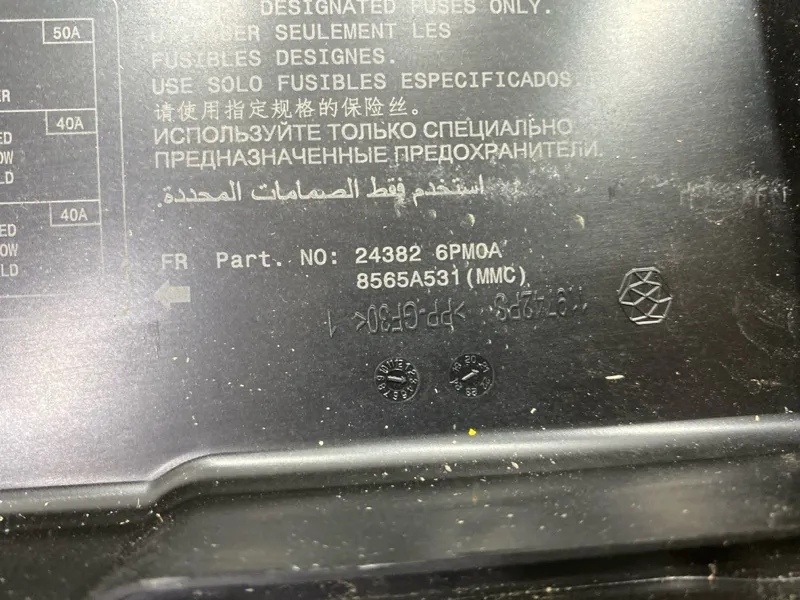 DESIGNATED FUSES ONLY.
SEULEMENT LES
FUSIBLES DESIGNES.
USE SOLO FUSIBLES ESPECIFICADOS.
请使用指定规格的保险丝。
ИСПОЛЬЗУЙТЕ ТОЛЬКО СПЕЦИАЛЬНО
ПРЕДНАЗНАЧЕННЫЕ ПРЕДОХРАНИТЕЛИ.
استخدم فقط الصمامات المحددة.
FR Part. NO: 24382 6PM0A
8565A531(MMC)
>PP-GF30< 1
50A
40A
40A